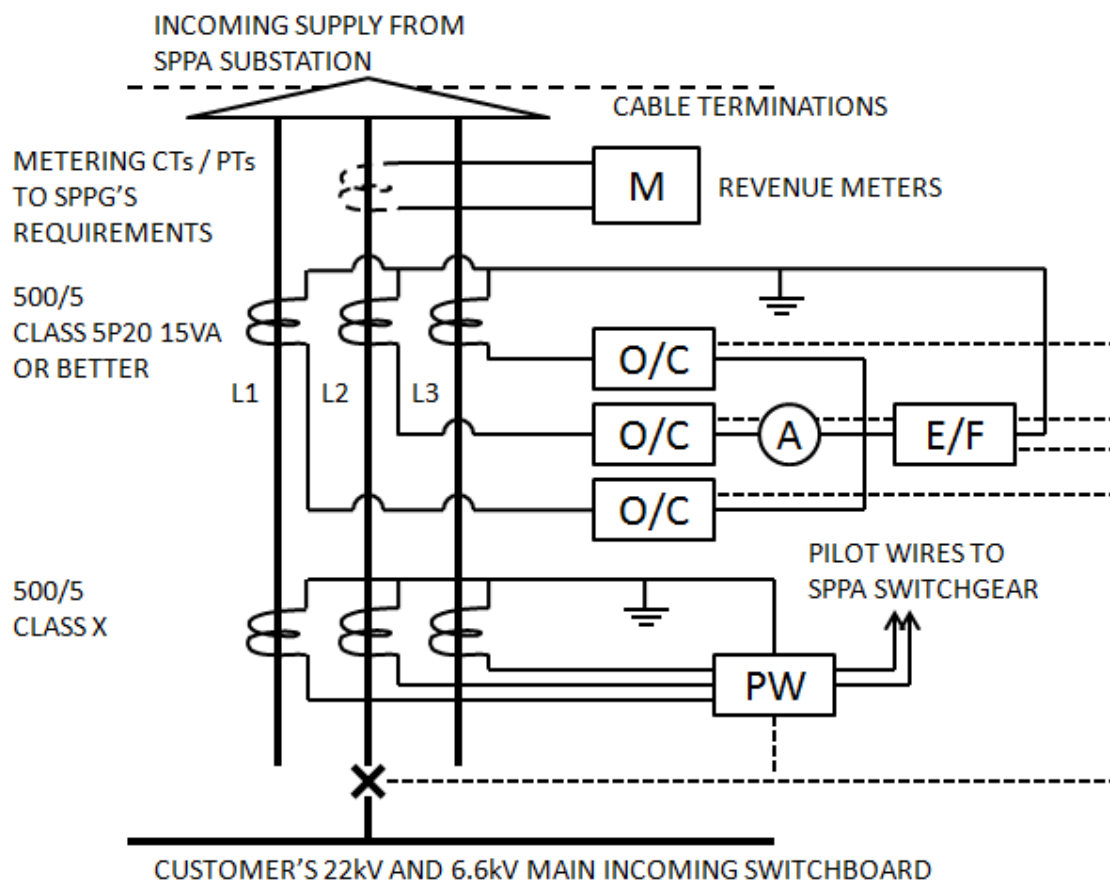 INCOMING SUPPLY FROM
SPPA SUBSTATION
CABLE TERMINATIONS
METERING CTs / PTs
TO SPPG'S
REQUIREMENTS
M
REVENUE METERS
500/5
CLASS 5P20 15VA
OR BETTER
L1
L2
L3
O/C
O/C
A
E/F
O/C
PILOT WIRES TO
SPPA SWITCHGEAR
500/5
CLASS X
PW
CUSTOMER'S 22kV AND 6.6kV MAIN INCOMING SWITCHBOARD